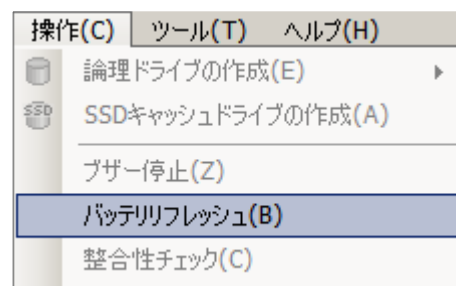 操作(C) ツール(T) ヘルプ(H)
論理ドライブの作成(E)
SSD SSDキャッシュドライブの作成(A)
ブザー停止(Z)
バッテリリフレッシュ(B)
整合性チェック(C)